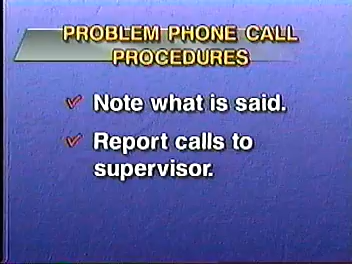 PROBLEM PHONE CALL
PROCEDURES
Note what is said.
Report calls to
supervisor.